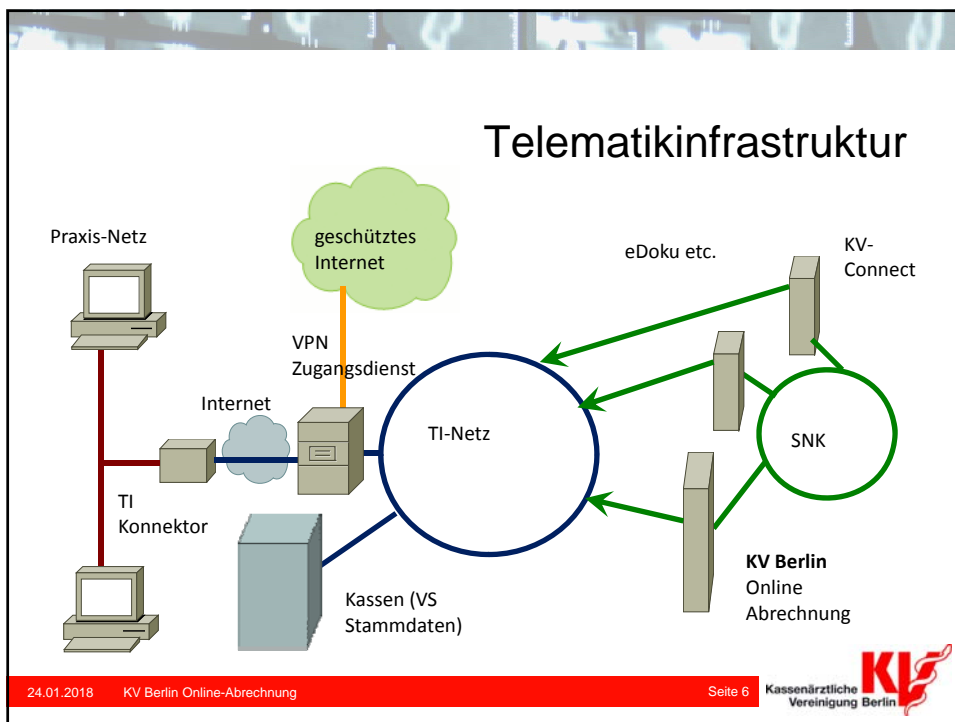 Telematikinfrastruktur
Praxis-Netz
geschütztes
Internet
eDoku etc.
KV-
Connect
VPN
Zugangsdienst
Internet
TI-Netz
SNK
TI
Konnektor
Kassen (VS
Stammdaten)
KV Berlin
Online
Abrechnung
24.01.2018 KV Berlin Online-Abrechnung Seite 6
Kassenärztliche
Vereinigung Berlin
KV